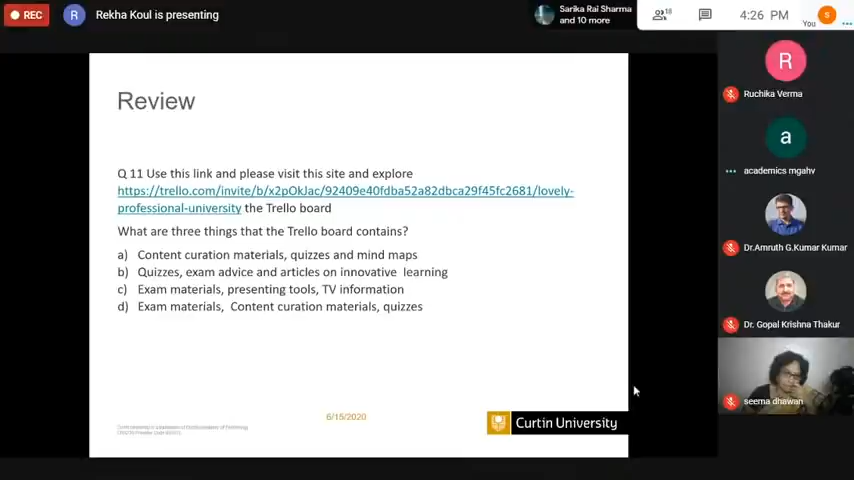 REC
R
Rekha Koul is presenting
Sarika Rai Sharma
and 10 more
18
4:26 PM
You
S
Review
Q 11 Use this link and please visit this site and explore
https://trello.com/invite/b/x2pOkJac/92409e40fdba52a82dbca29f45fc2681/lovely-
professional-university the Trello board
What are three things that the Trello board contains?
a) Content curation materials, quizzes and mind maps
b) Quizzes, exam advice and articles on innovative learning
c) Exam materials, presenting tools, TV information
d) Exam materials, Content curation materials, quizzes
6/15/2020
Curtin University
R
Ruchika Verma
a
academics mgahv
Dr.Amruth G.Kumar Kumar
Dr. Gopal Krishna Thakur
seema dhawan